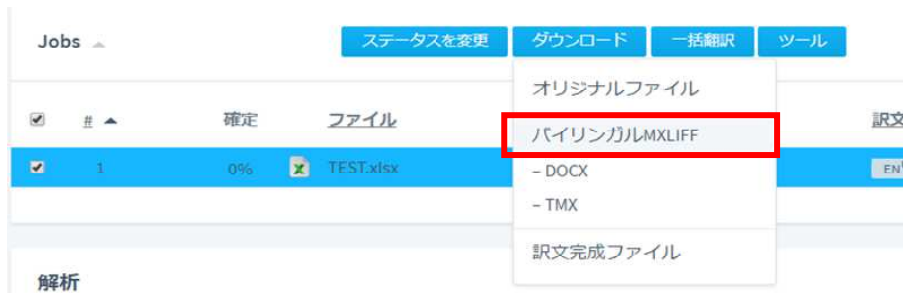 Jobs
ステータスを変更 ダウンロード 一括翻訳 ツール
オリジナルファイル
# 確定 ファイル 訳文
バイリンガルMXLIFF
1 0% TEST.xlsx EN
– DOCX
– TMX
訳文完成ファイル
解析